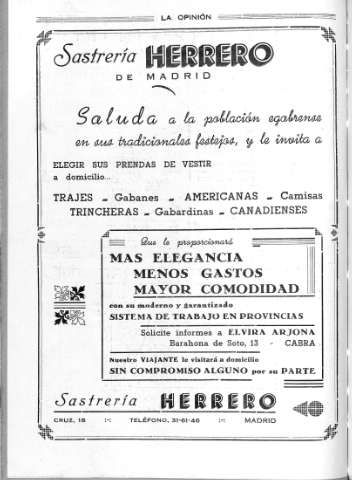 LA OPINIÓN
Sastrería HERRERO
DE MADRID
Saluda a la población egabrense
en sus tradicionales festejos, y le invita a
ELEGIR SUS PRENDAS DE VESTIR
a domicilio...
TRAJES - Gabanes - AMERICANAS - Camisas
TRINCHERAS - Gabardinas - CANADIENSES
Que le proporcionará
MAS ELEGANCIA
MENOS GASTOS
MAYOR COMODIDAD
con su moderno y garantizado
SISTEMA DE TRABAJO EN PROVINCIAS
Solicite informes a ELVIRA ARJONA
Barahona de Soto, 13 - CABRA
Nuestro VIAJANTE le visitará a domicilio
SIN COMPROMISO ALGUNO por su PARTE
Sastrería HERRERO
CRUZ, 18 TELÉFONO, 31-61-46 MADRID